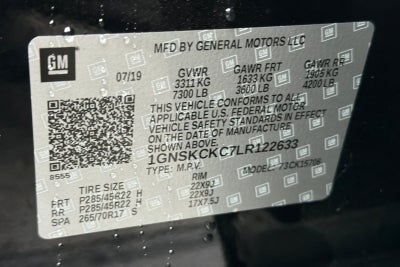 MFD BY GENERAL MOTORS LLC
GM
07/19
GVWR GAWR FRT GAWR RR
3311 KG 1633 KG 1905 KG
7300 LB 3600 LB 4200 LB
THIS VEHICLE CONFORMS TO ALL
APPLICABLE U.S. FEDERAL MOTOR
VEHICLE SAFETY STANDARDS IN EFFECT
ON THE DATE OF MANUFACTURE
SHOWN ABOVE.
1GNSKCKC7LR122633
8555 TYPE: M.P.V. MODEL: 73CK15706
TIRE SIZE RIM
FRT P285/45R22 H 22X9J
RR P285/45R22 H 22X9J
SPA 265/70R17 S 17X7.5J